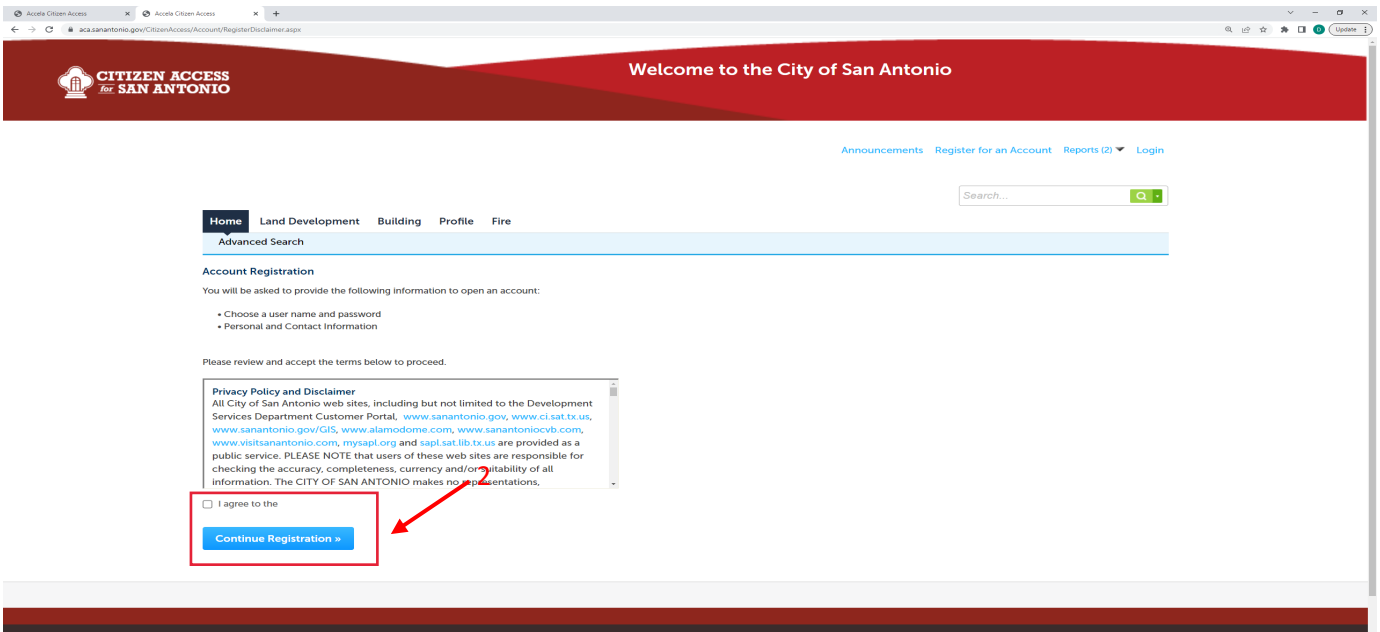 Accela Citizen Access
Accela Citizen Access
aca.sanantonio.gov/CitizenAccess/Account/RegisterDisclaimer.aspx
D
Update
CITIZEN ACCESS
for SAN ANTONIO
Welcome to the City of San Antonio
Announcements Register for an Account Reports (2) Login
Search...
Home Land Development Building Profile Fire
Advanced Search
Account Registration
You will be asked to provide the following information to open an account:
• Choose a user name and password
• Personal and Contact Information
Please review and accept the terms below to proceed.
Privacy Policy and Disclaimer
All City of San Antonio web sites, including but not limited to the Development
Services Department Customer Portal, www.sanantonio.gov, www.ci.sat.tx.us,
www.sanantonio.gov/GIS, www.alamodome.com, www.sanantoniocvb.com,
www.visitsanantonio.com, mysapl.org and sapl.sat.lib.tx.us are provided as a
public service. PLEASE NOTE that users of these web sites are responsible for
checking the accuracy, completeness, currency and/or suitability of all
information. The CITY OF SAN ANTONIO makes no representations,
2
I agree to the
Continue Registration »